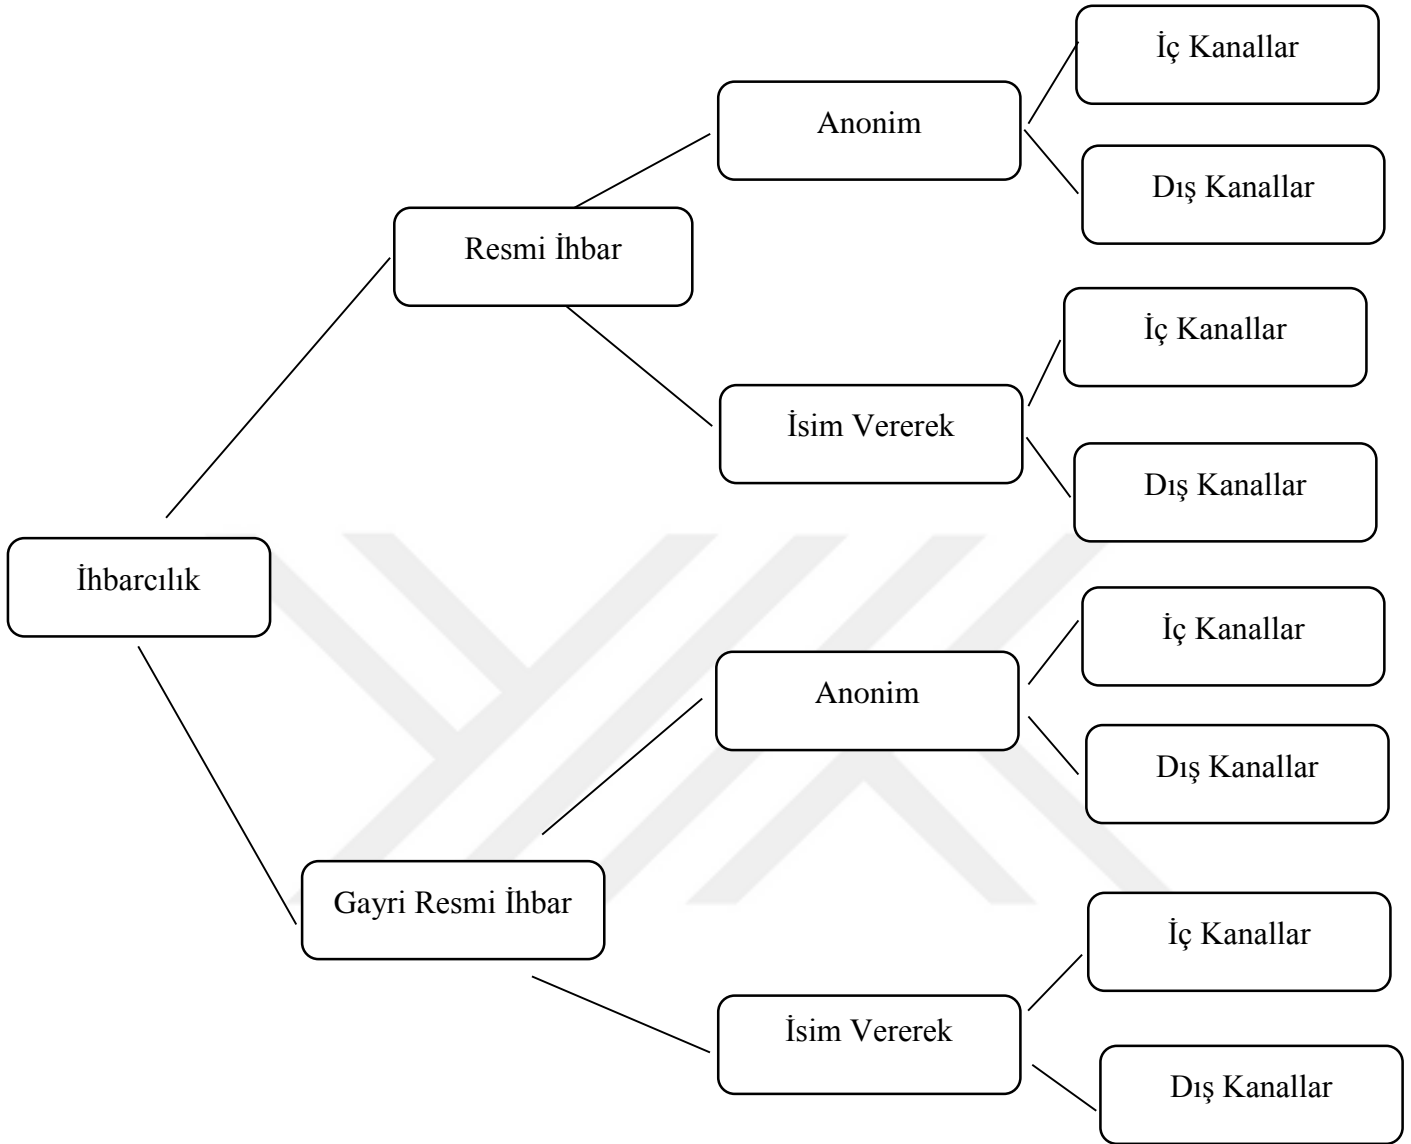 İç Kanallar
Anonim
Dış Kanallar
Resmi İhbar
İç Kanallar
İsim Vererek
Dış Kanallar
İhbarcılık
İç Kanallar
Anonim
Dış Kanallar
Gayri Resmi İhbar
İç Kanallar
İsim Vererek
Dış Kanallar